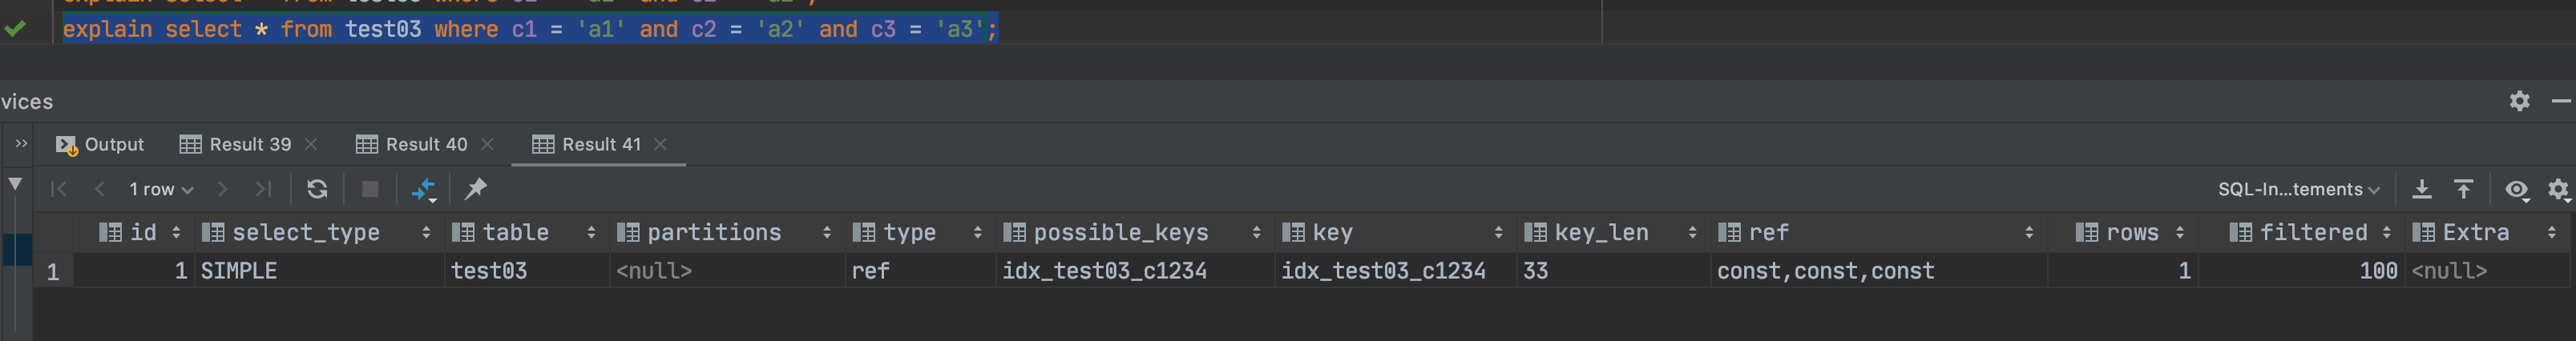 explain select * from test03 where c1 = 'a1' and c2 = 'a2' and c3 = 'a3';
vices
Output Result 39 Result 40 Result 41
1 row SQL-In...tements
id select_type table partitions type possible_keys key key_len ref rows filtered Extra
1 1 SIMPLE test03 <null> ref idx_test03_c1234 idx_test03_c1234 33 const,const,const 1 100 <null>